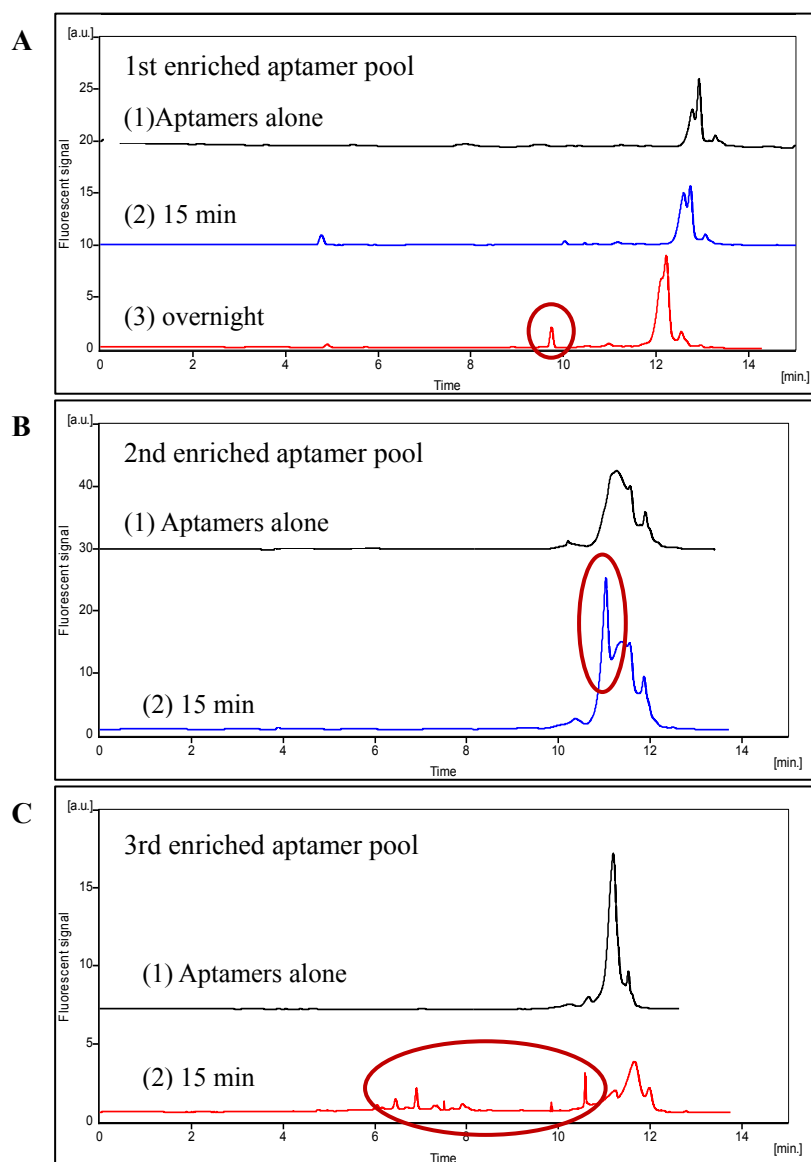 A
[a.u.]
30
1st enriched aptamer pool
(1)Aptamers alone
20
15
(2) 15 min
10
5
(3) overnight
0
Fluorescent signal
0 2 4 6 8 10 12 14
Time
[min.]
B
[a.u.]
2nd enriched aptamer pool
40
(1) Aptamers alone
30
20
10
(2) 15 min
0
Fluorescent signal
0 2 4 6 8 10 12 14
Time
[min.]
C
[a.u.]
3rd enriched aptamer pool
15
(1) Aptamers alone
10
5
(2) 15 min
0
Fluorescent signal
0 2 4 6 8 10 12 14
Time
[min.]